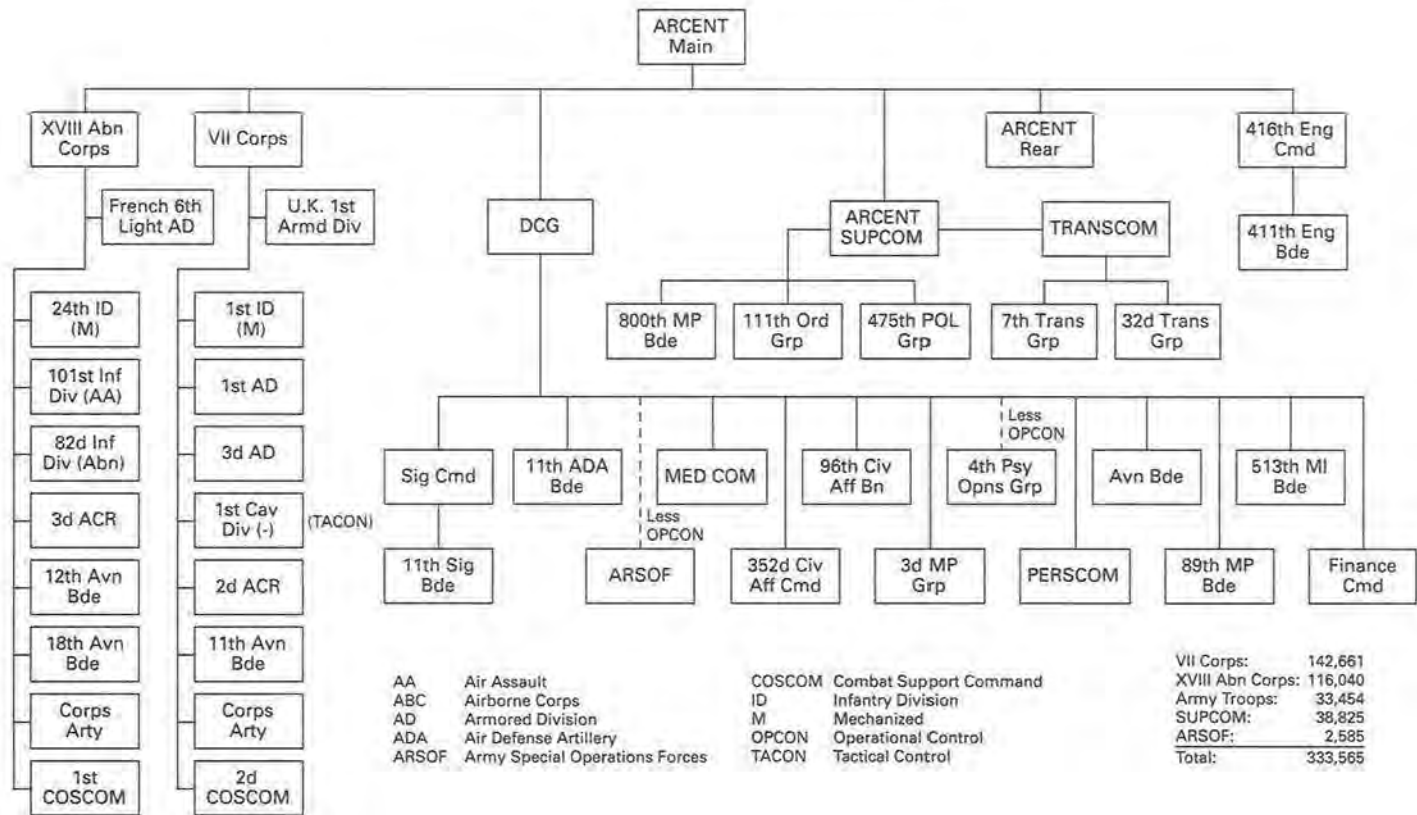 ARCENT
Main
XVIII Abn
Corps
VII Corps
ARCENT
Rear
416th Eng
Cmd
French 6th
Light AD
U.K. 1st
Armd Div
DCG
ARCENT
SUPCOM
TRANSCOM
411th Eng
Bde
24th ID
(M)
1st ID
(M)
800th MP
Bde
111th Ord
Grp
475th POL
Grp
7th Trans
Grp
32d Trans
Grp
101st Inf
Div (AA)
1st AD
82d Inf
Div (Abn)
3d AD
3d ACR
1st Cav
Div (-)
(TACON)
12th Avn
Bde
2d ACR
18th Avn
Bde
11th Avn
Bde
Corps
Arty
Corps
Arty
1st
COSCOM
2d
COSCOM
Sig Cmd
11th ADA
Bde
MED COM
96th Civ
Aff Bn
Less
OPCON
4th Psy
Opns Grp
Avn Bde
513th MI
Bde
11th Sig
Bde
Less
OPCON
ARSOF
352d Civ
Aff Cmd
3d MP
Grp
PERSCOM
89th MP
Bde
Finance
Cmd
AA Air Assault
ABC Airborne Corps
AD Armored Division
ADA Air Defense Artillery
ARSOF Army Special Operations Forces
COSCOM Combat Support Command
ID Infantry Division
M Mechanized
OPCON Operational Control
TACON Tactical Control
VII Corps: 142,661
XVIII Abn Corps: 116,040
Army Troops: 33,454
SUPCOM: 38,825
ARSOF: 2,585
Total: 333,565